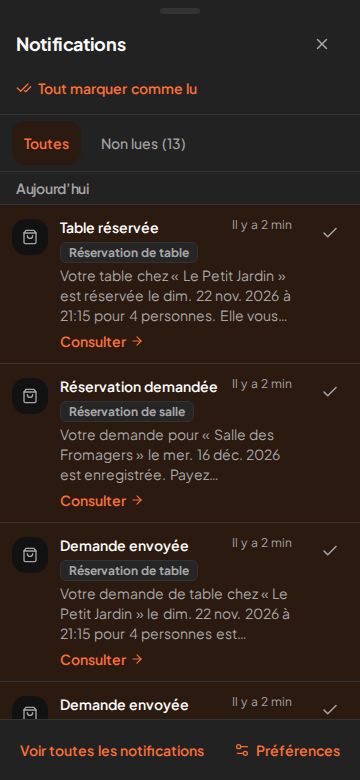 Notifications
Tout marquer comme lu
Toutes
Non lues (13)
Aujourd'hui
Table réservée
Il y a 2 min
Réservation de table
Votre table chez « Le Petit Jardin »
est réservée le dim. 22 nov. 2026 à
21:15 pour 4 personnes. Elle vous…
Consulter →
Réservation demandée
Il y a 2 min
Réservation de salle
Votre demande pour « Salle des
Fromagers » le mer. 16 déc. 2026
est enregistrée. Payez…
Consulter →
Demande envoyée
Il y a 2 min
Réservation de table
Votre demande de table chez « Le
Petit Jardin » le dim. 22 nov. 2026 à
21:15 pour 4 personnes est…
Consulter →
Demande envoyée
Il y a 2 min
Voir toutes les notifications
Préférences